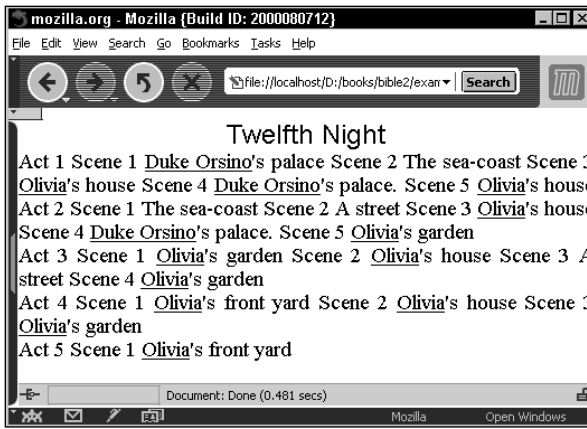 mozilla.org - Mozilla {Build ID: 2000080712}
File Edit View Search Go Bookmarks Tasks Help
file://localhost/D:/books/bible2/exam Search
Twelfth Night
Act 1 Scene 1 Duke Orsino's palace Scene 2 The sea-coast Scene 3
Olivia's house Scene 4 Duke Orsino's palace. Scene 5 Olivia's house
Act 2 Scene 1 The sea-coast Scene 2 A street Scene 3 Olivia's house
Scene 4 Duke Orsino's palace. Scene 5 Olivia's garden
Act 3 Scene 1 Olivia's garden Scene 2 Olivia's house Scene 3 A
street Scene 4 Olivia's garden
Act 4 Scene 1 Olivia's front yard Scene 2 Olivia's house Scene 3
Olivia's garden
Act 5 Scene 1 Olivia's front yard
Document: Done (0.481 secs)
Mozilla Open Windows